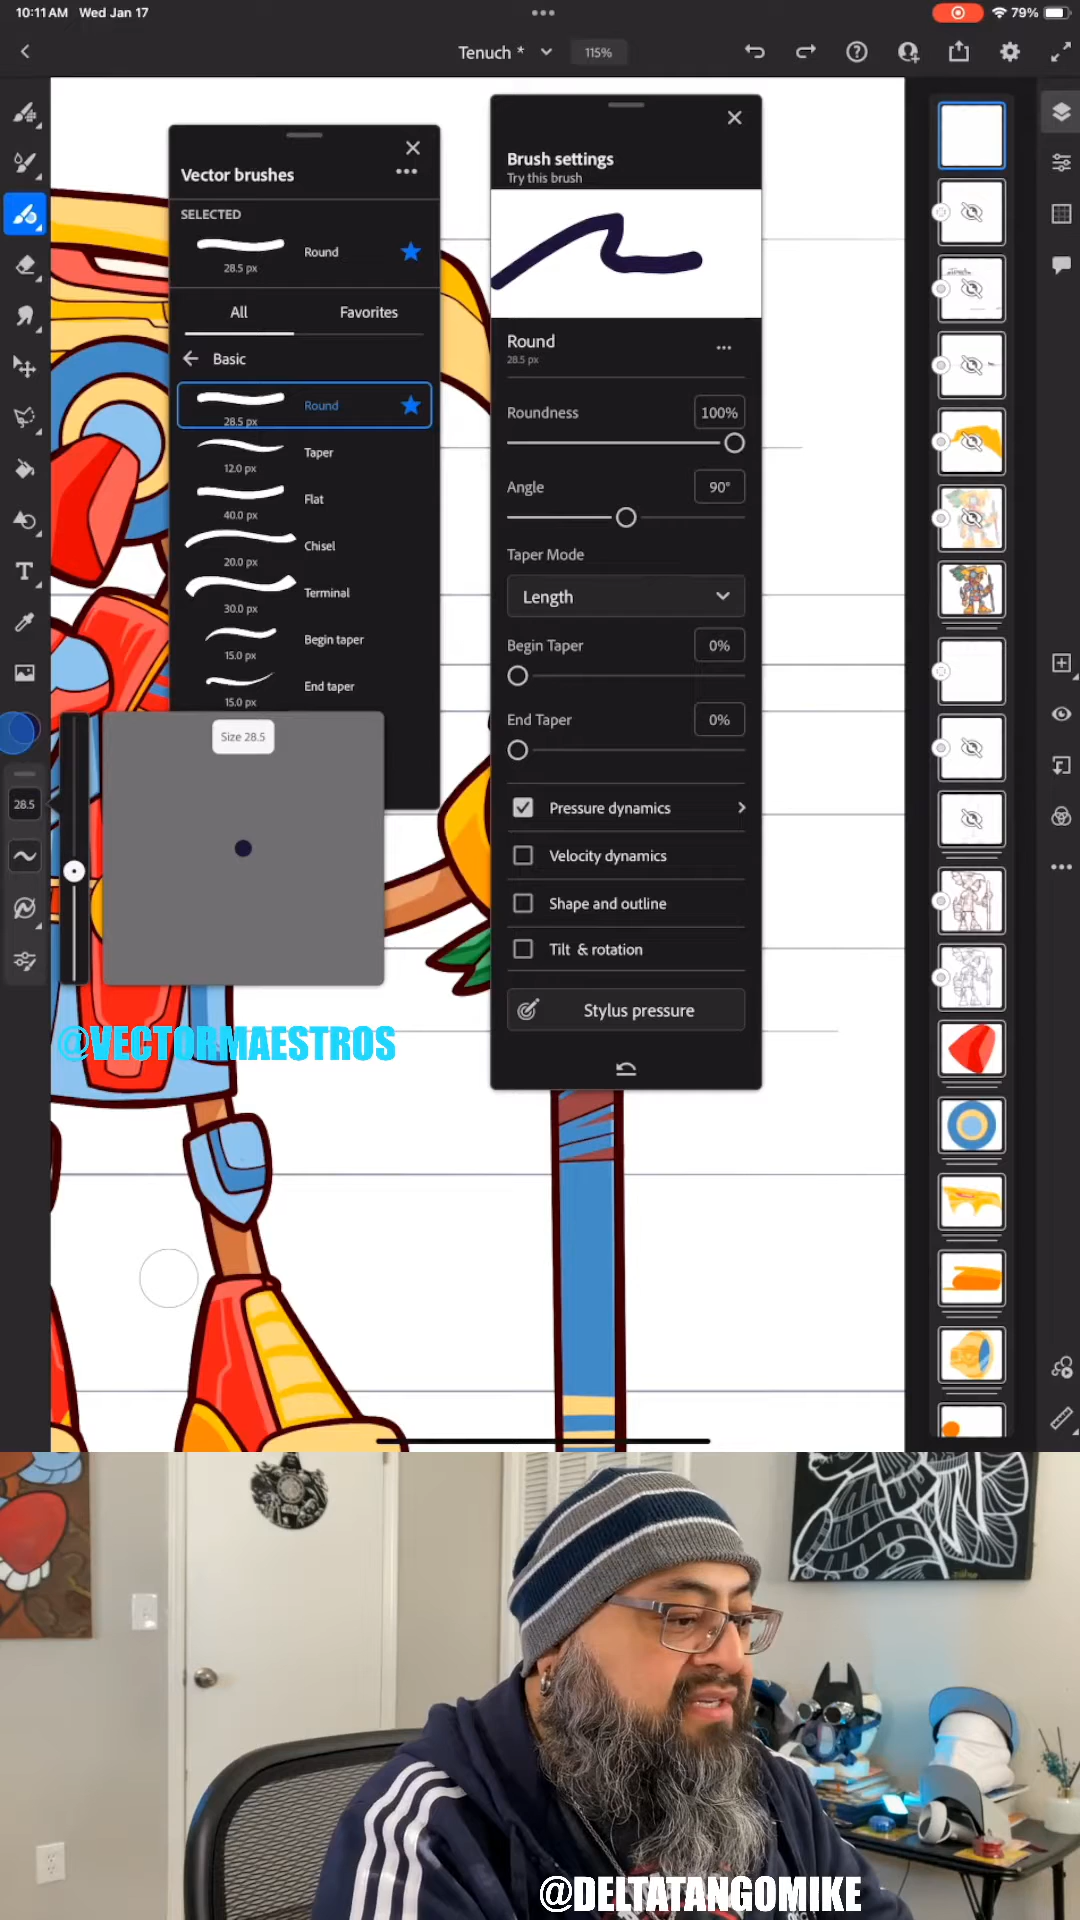 10:11 AM Wed Jan 17
79%
Tenuch *
115%
Vector brushes
SELECTED
Round
28.5 px
All
Favorites
Basic
Round
28.5 px
Taper
12.0 px
Flat
40.0 px
Chisel
20.0 px
Terminal
30.0 px
Begin taper
15.0 px
End taper
15.0 px
Size 28.5
28.5
T
Brush settings
Try this brush
Round
28.5 px
Roundness
100%
Angle
90°
Taper Mode
Length
Begin Taper
0%
End Taper
0%
Pressure dynamics
Velocity dynamics
Shape and outline
Tilt & rotation
Stylus pressure
@VECTORMAESTROS
@DELTATANGOMIKE